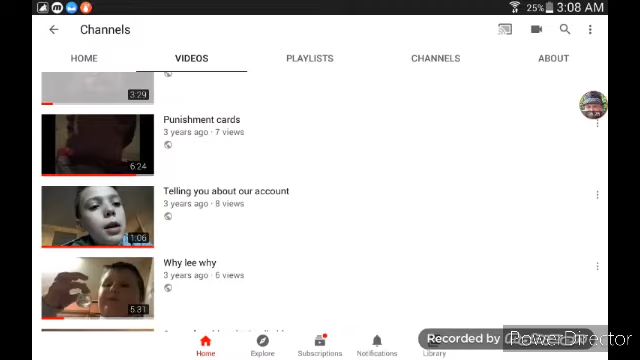 25% 3:08 AM
Channels
HOME VIDEOS PLAYLISTS CHANNELS ABOUT
3:29
Punishment cards
3 years ago · 7 views
6:24
Telling you about our account
3 years ago · 8 views
1:06
Why lee why
3 years ago · 6 views
5:31
Home Explore Subscriptions Notifications Library
Recorded by
PowerDirector